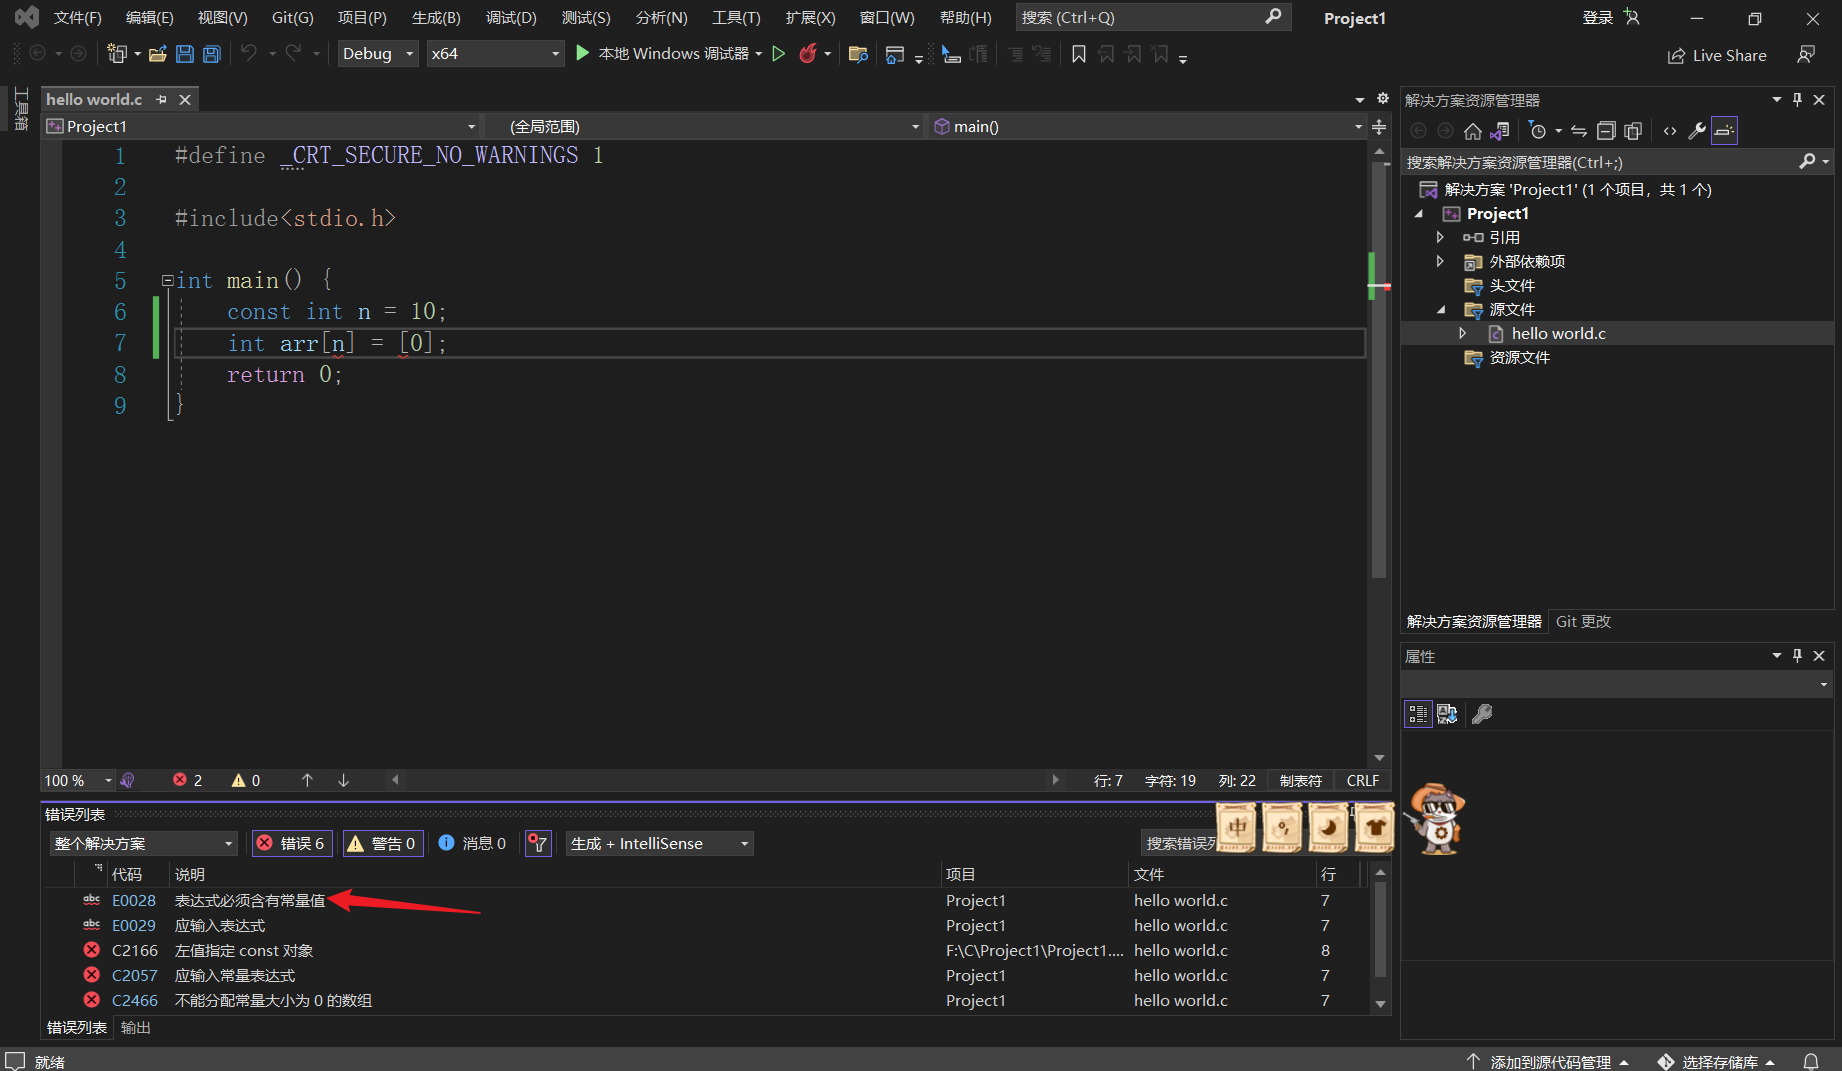 文件(F) 编辑(E) 视图(V) Git(G) 项目(P) 生成(B) 调试(D) 测试(S) 分析(N) 工具(T) 扩展(X) 窗口(W) 帮助(H) 搜索 (Ctrl+Q) Project1 登录
Debug x64 本地 Windows 调试器 Live Share
工具箱
hello world.c
Project1 (全局范围) main()
1 #define _CRT_SECURE_NO_WARNINGS 1
2
3 #include<stdio.h>
4
5 int main() {
6 const int n = 10;
7 int arr[n] = [0];
8 return 0;
9 }
100 % 2 0 行: 7 字符: 19 列: 22 制表符 CRLF
错误列表
整个解决方案 错误 6 警告 0 消息 0 生成 + IntelliSense 搜索错误列
中
代码 说明 项目 文件 行
abc E0028 表达式必须含有常量值 Project1 hello world.c 7
abc E0029 应输入表达式 Project1 hello world.c 7
C2166 左值指定 const 对象 F:\C\Project1\Project1.... hello world.c 8
C2057 应输入常量表达式 Project1 hello world.c 7
C2466 不能分配常量大小为 0 的数组 Project1 hello world.c 7
错误列表 输出
解决方案资源管理器
搜索解决方案资源管理器(Ctrl+;)
解决方案 'Project1' (1 个项目，共 1 个)
Project1
引用
外部依赖项
头文件
源文件
hello world.c
资源文件
解决方案资源管理器 Git 更改
属性
就绪 添加到源代码管理 选择存储库